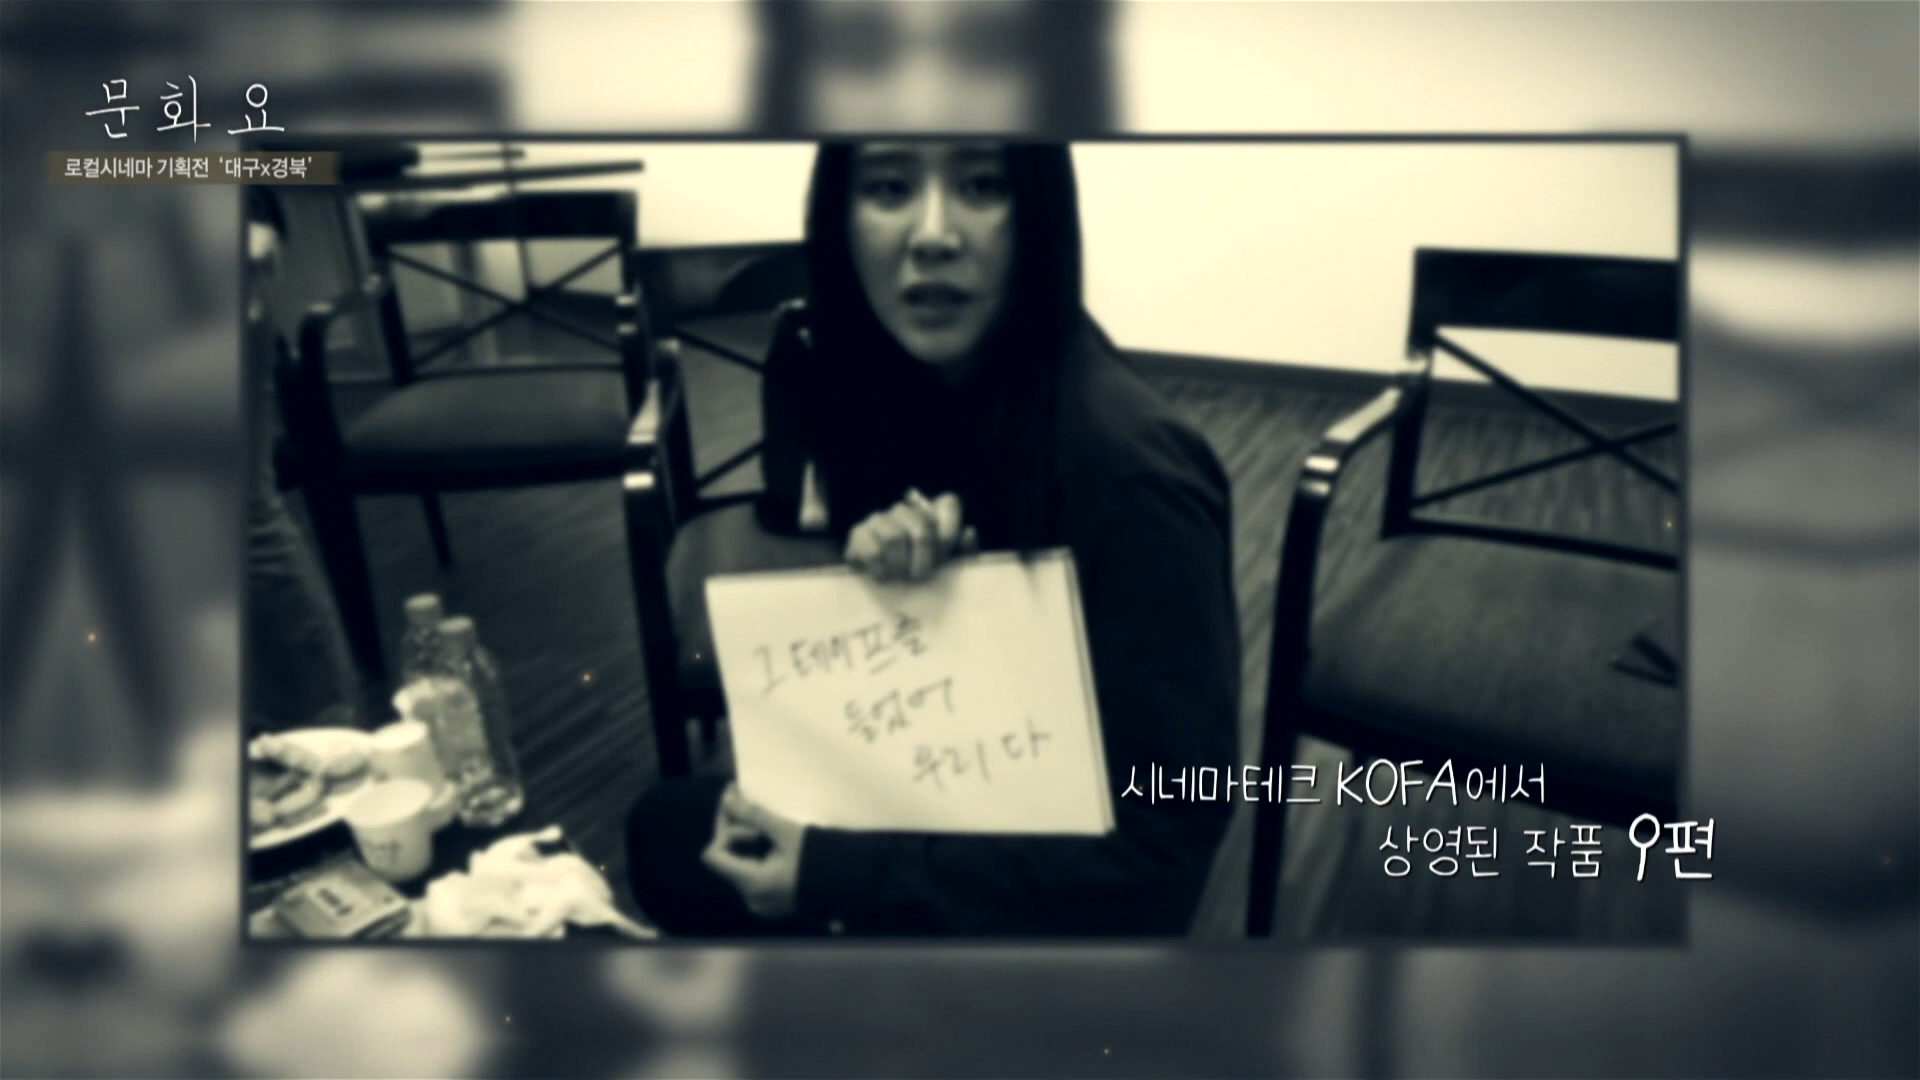 문화요
로컬시네마 기획전 '대구x경북'
그 테이프를
들었어
우리 다
시네마테크 KOFA에서
상영된 작품 9편